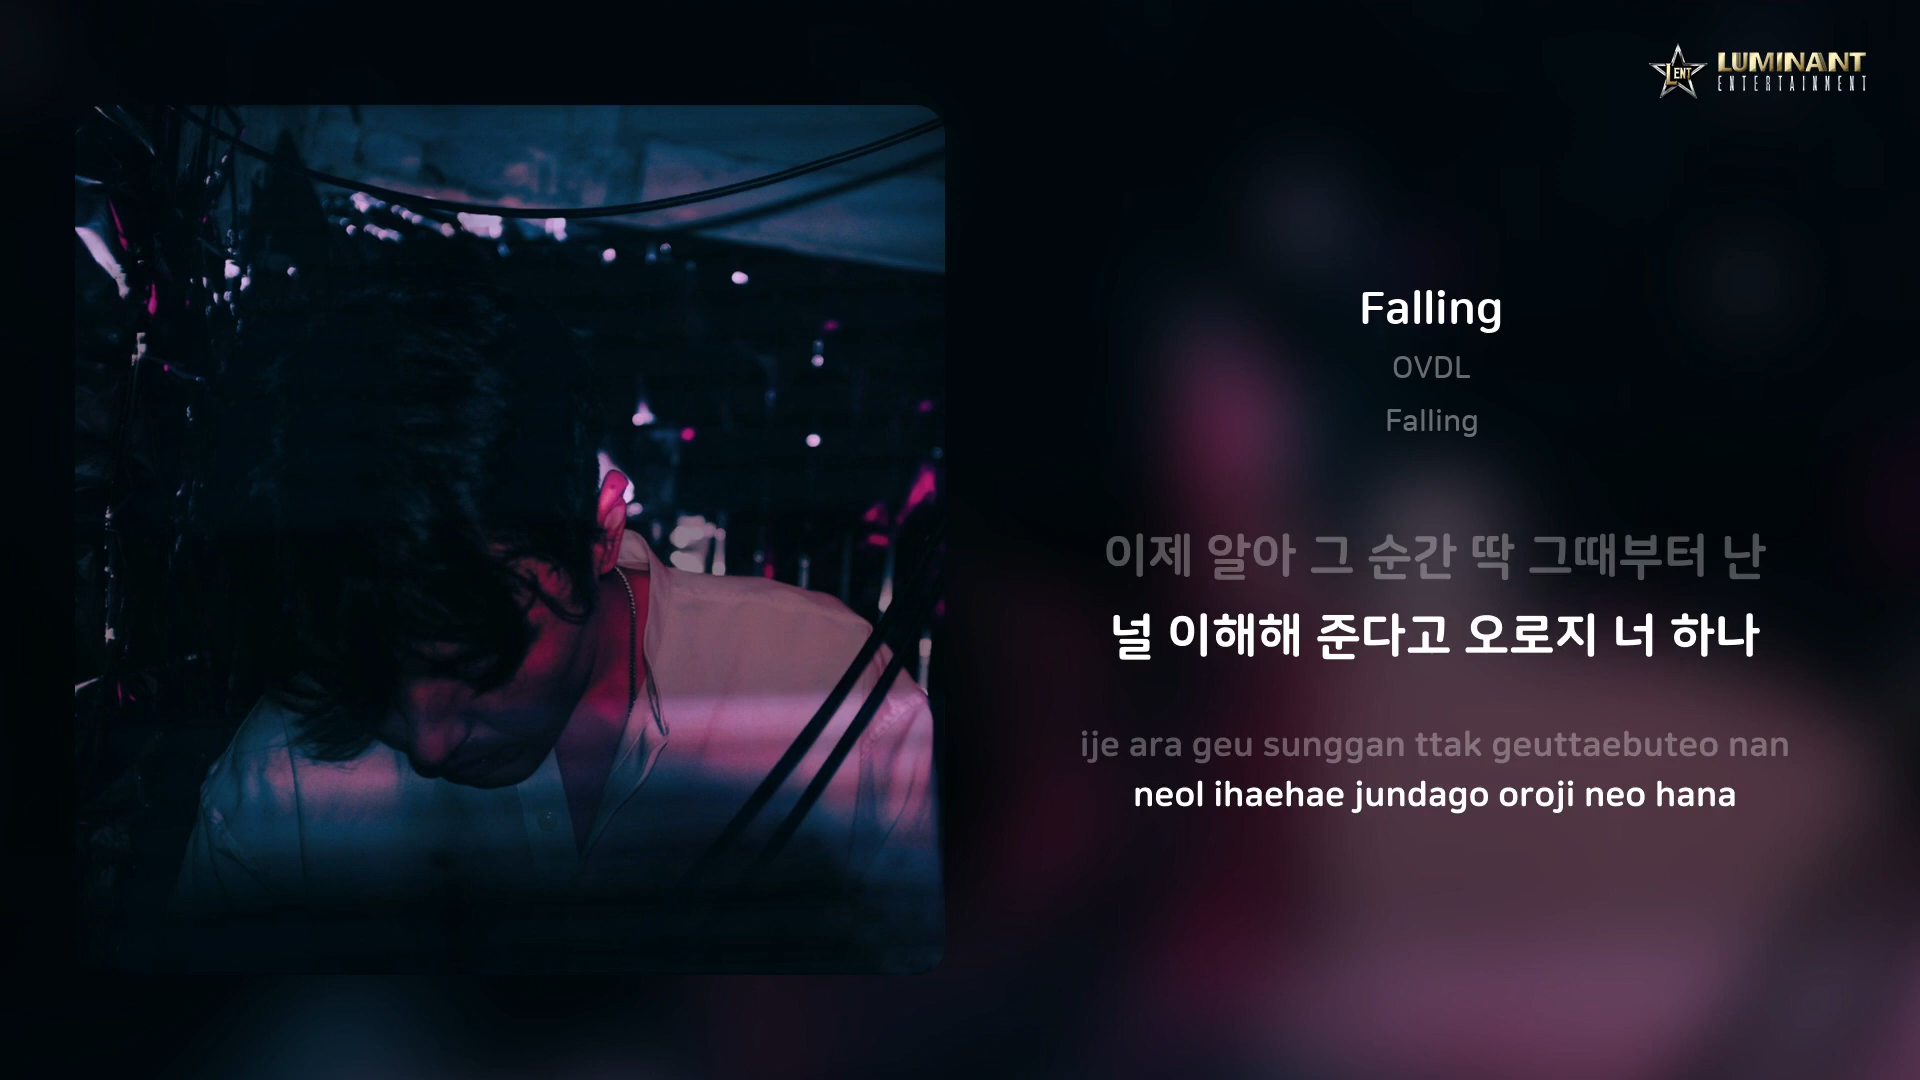 LENT
LUMINANT
ENTERTAINMENT
Falling
OVDL
Falling
이제 알아 그 순간 딱 그때부터 난
널 이해해 준다고 오로지 너 하나
ije ara geu sunggan ttak geuttaebuteo nan
neol ihaehae jundago oroji neo hana